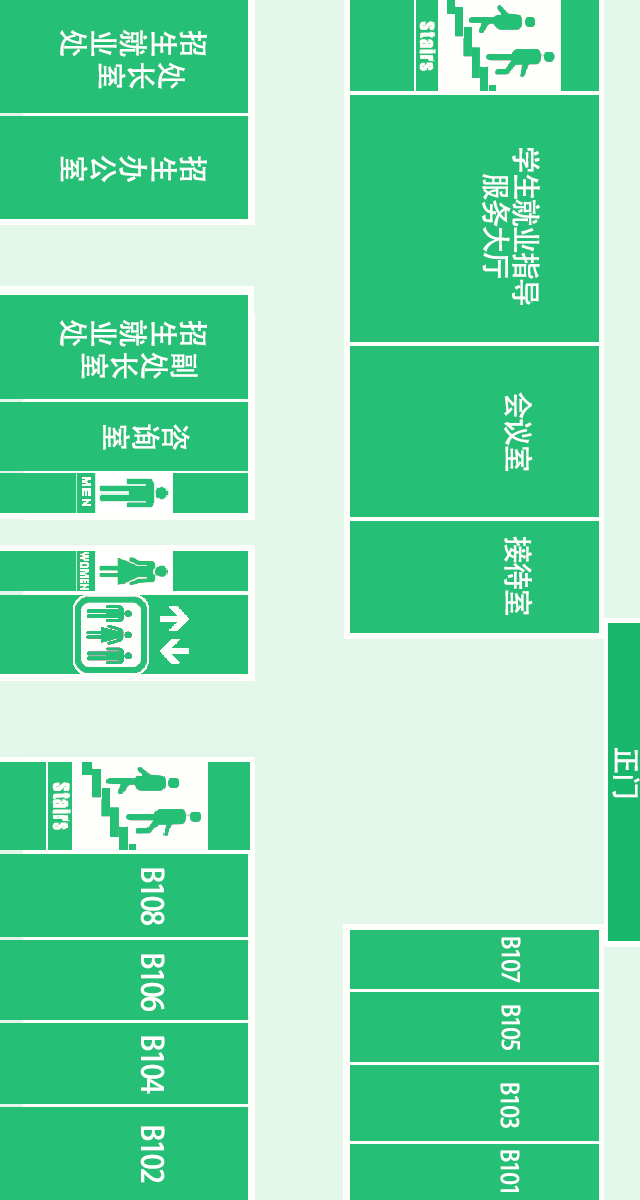 招生就业处
处长室
招生办公室
招生就业处
副处长室
咨询室
MEN
WOMEN
Stairs
B108
B106
B104
B102
Stairs
学生就业指导
服务大厅
会议室
接待室
正门
B107
B105
B103
B101